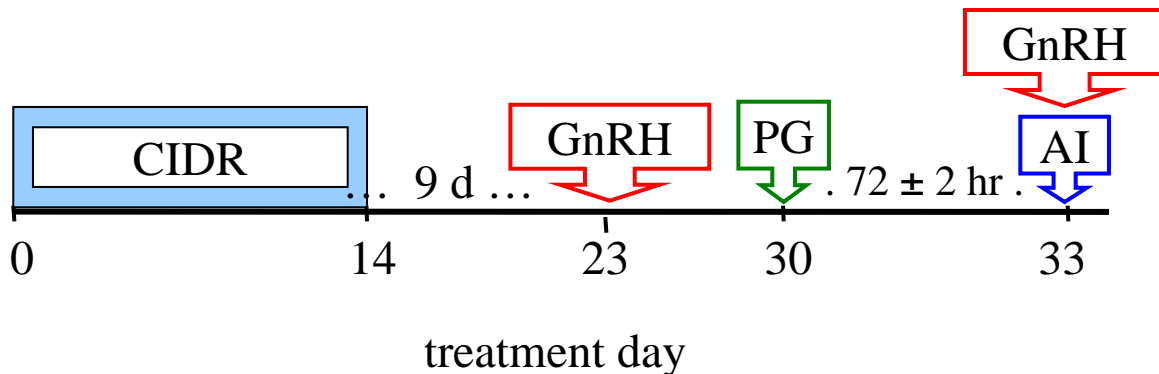 GnRH
CIDR
GnRH
PG
AI
… 9 d …
. 72 ± 2 hr .
0
14
23
30
33
treatment day